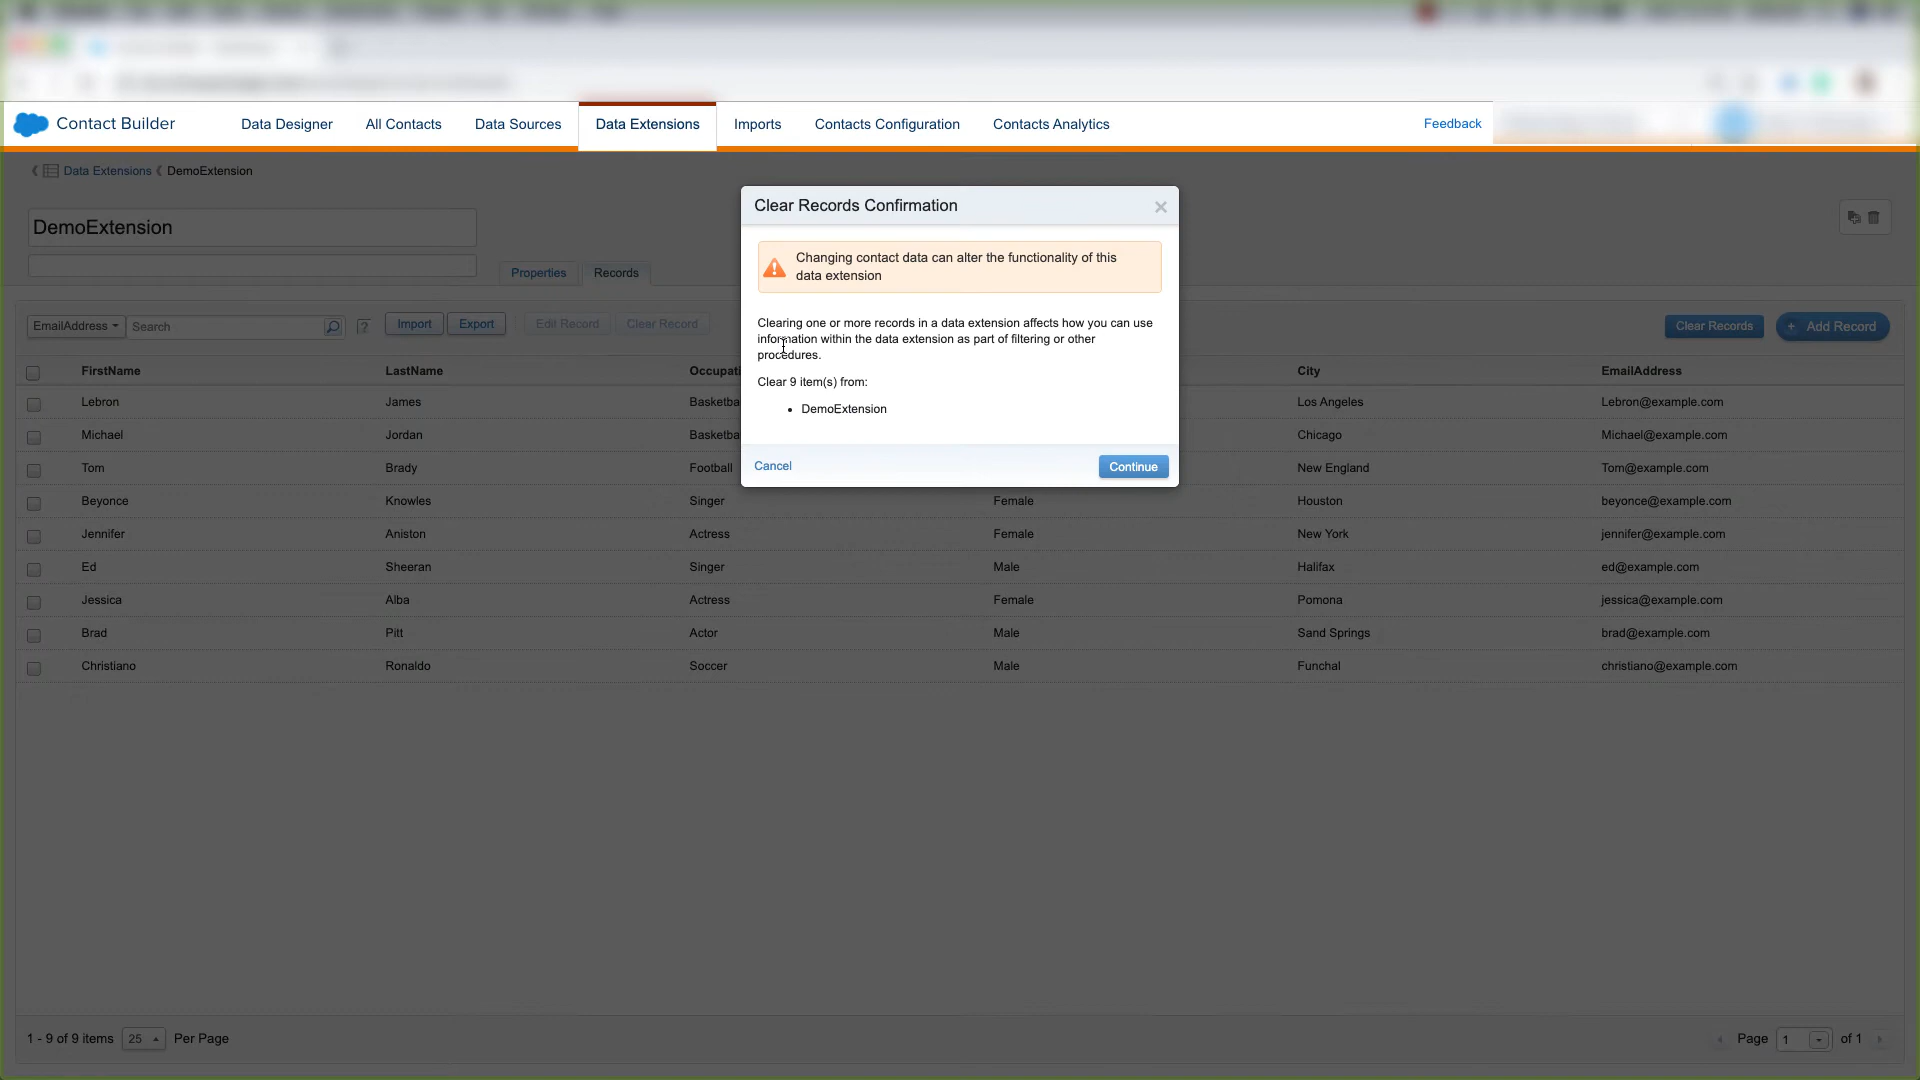 Contact Builder
Data Designer
All Contacts
Data Sources
Data Extensions
Imports
Contacts Configuration
Contacts Analytics
Feedback
Data Extensions
DemoExtension
DemoExtension
Properties
Records
EmailAddress
Search
?
Import
Export
Edit Record
Clear Record
Clear Records
+ Add Record
Clear Records Confirmation
Changing contact data can alter the functionality of this
data extension
Clearing one or more records in a data extension affects how you can use
information within the data extension as part of filtering or other
procedures.
Clear 9 item(s) from:
• DemoExtension
Cancel
Continue
FirstName LastName City EmailAddress
Lebron James Los Angeles Lebron@example.com
Michael Jordan Chicago Michael@example.com
Tom Brady Football New England Tom@example.com
Beyonce Knowles Singer Female Houston beyonce@example.com
Jennifer Aniston Actress Female New York jennifer@example.com
Ed Sheeran Singer Male Halifax ed@example.com
Jessica Alba Actress Female Pomona jessica@example.com
Brad Pitt Actor Male Sand Springs brad@example.com
Christiano Ronaldo Soccer Male Funchal christiano@example.com
1 - 9 of 9 items 25 Per Page
Page 1 of 1